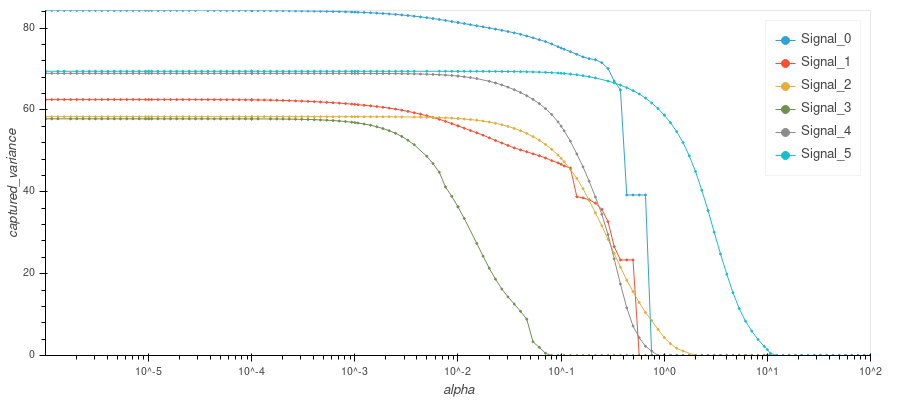 80
60
40
20
0
captured_variance
10^-5
10^-4
10^-3
10^-2
10^-1
10^0
10^1
10^2
alpha
Signal_0
Signal_1
Signal_2
Signal_3
Signal_4
Signal_5